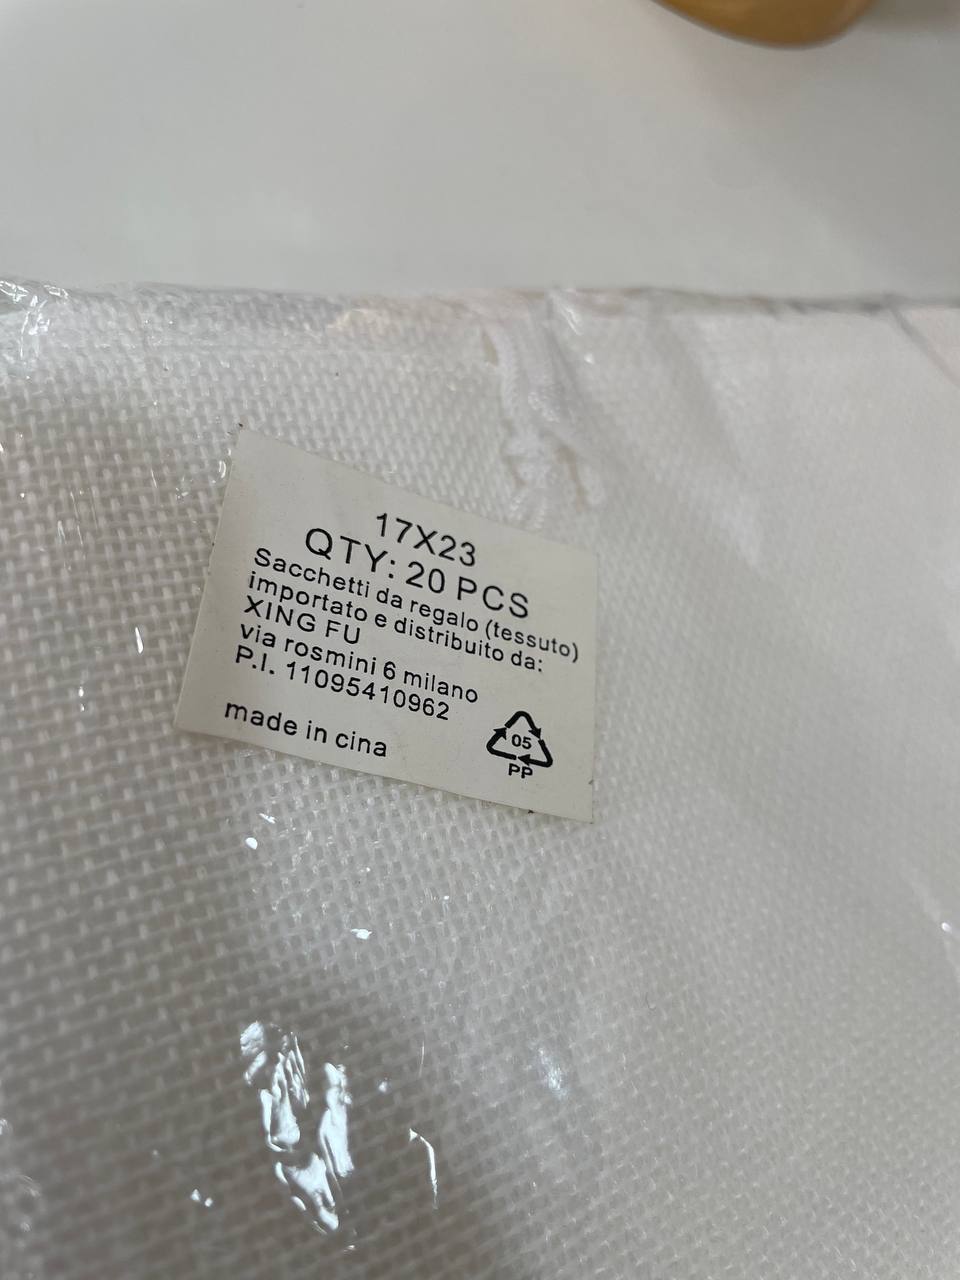 17X23
QTY: 20 PCS
Sacchetti da regalo (tessuto)
importato e distribuito da:
XING FU
via rosmini 6 milano
P.I. 11095410962
made in cina
05
PP